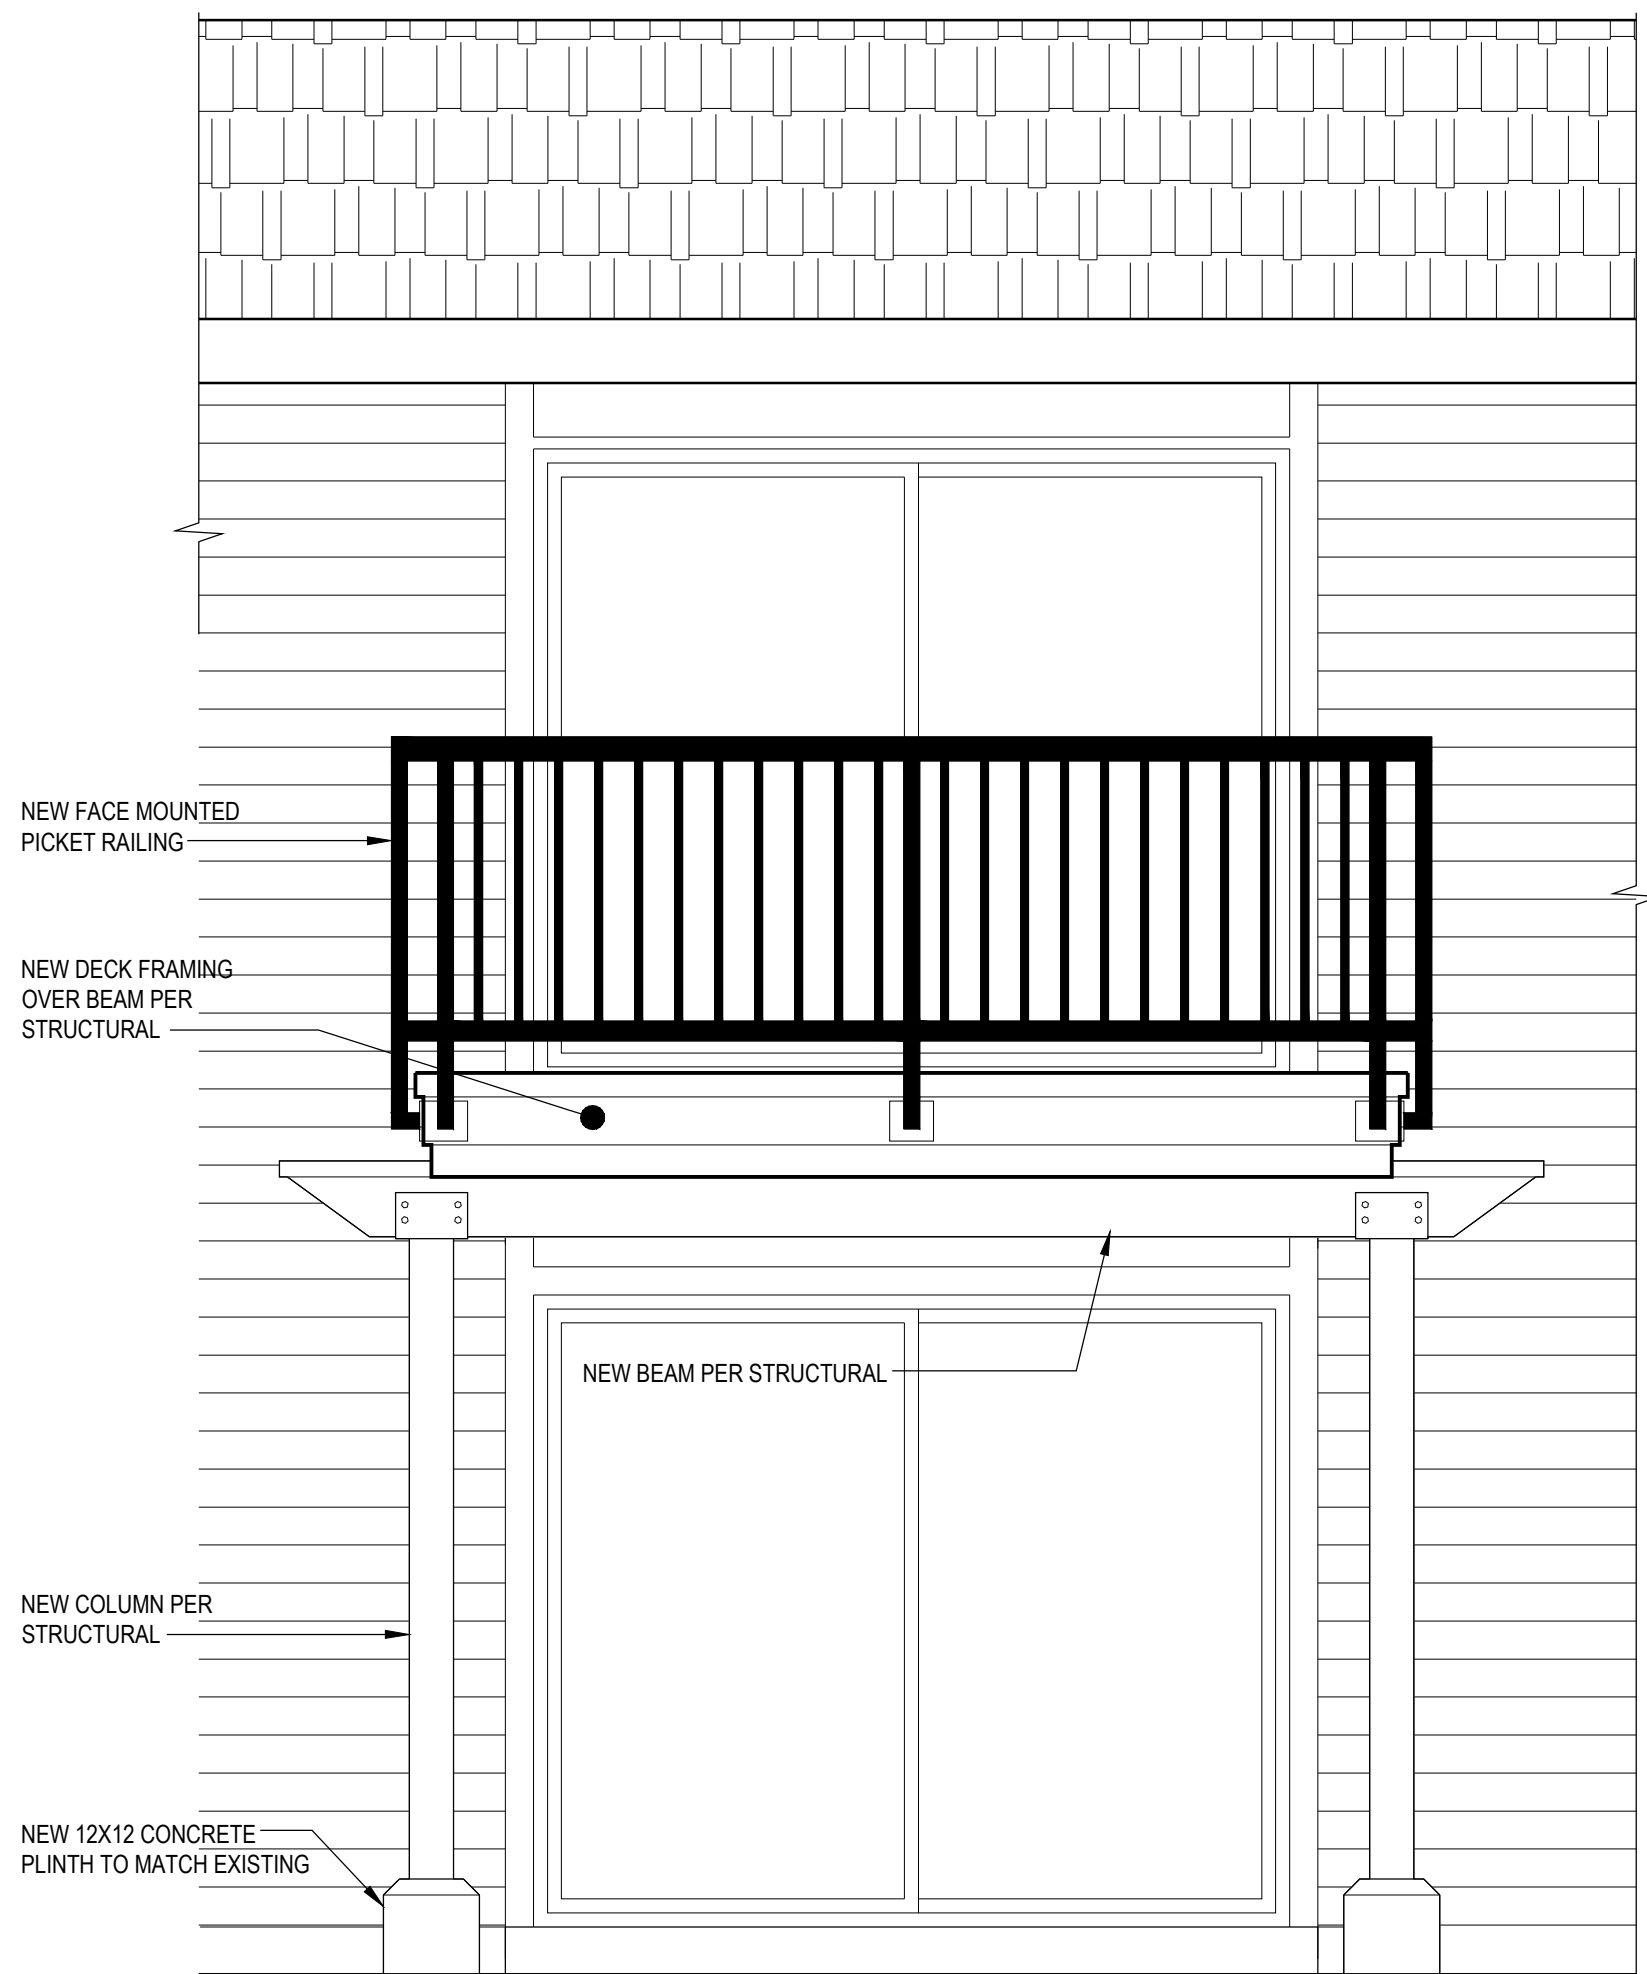 NEW FACE MOUNTED
PICKET RAILING
NEW DECK FRAMING
OVER BEAM PER
STRUCTURAL
NEW BEAM PER STRUCTURAL
NEW COLUMN PER
STRUCTURAL
NEW 12X12 CONCRETE
PLINTH TO MATCH EXISTING